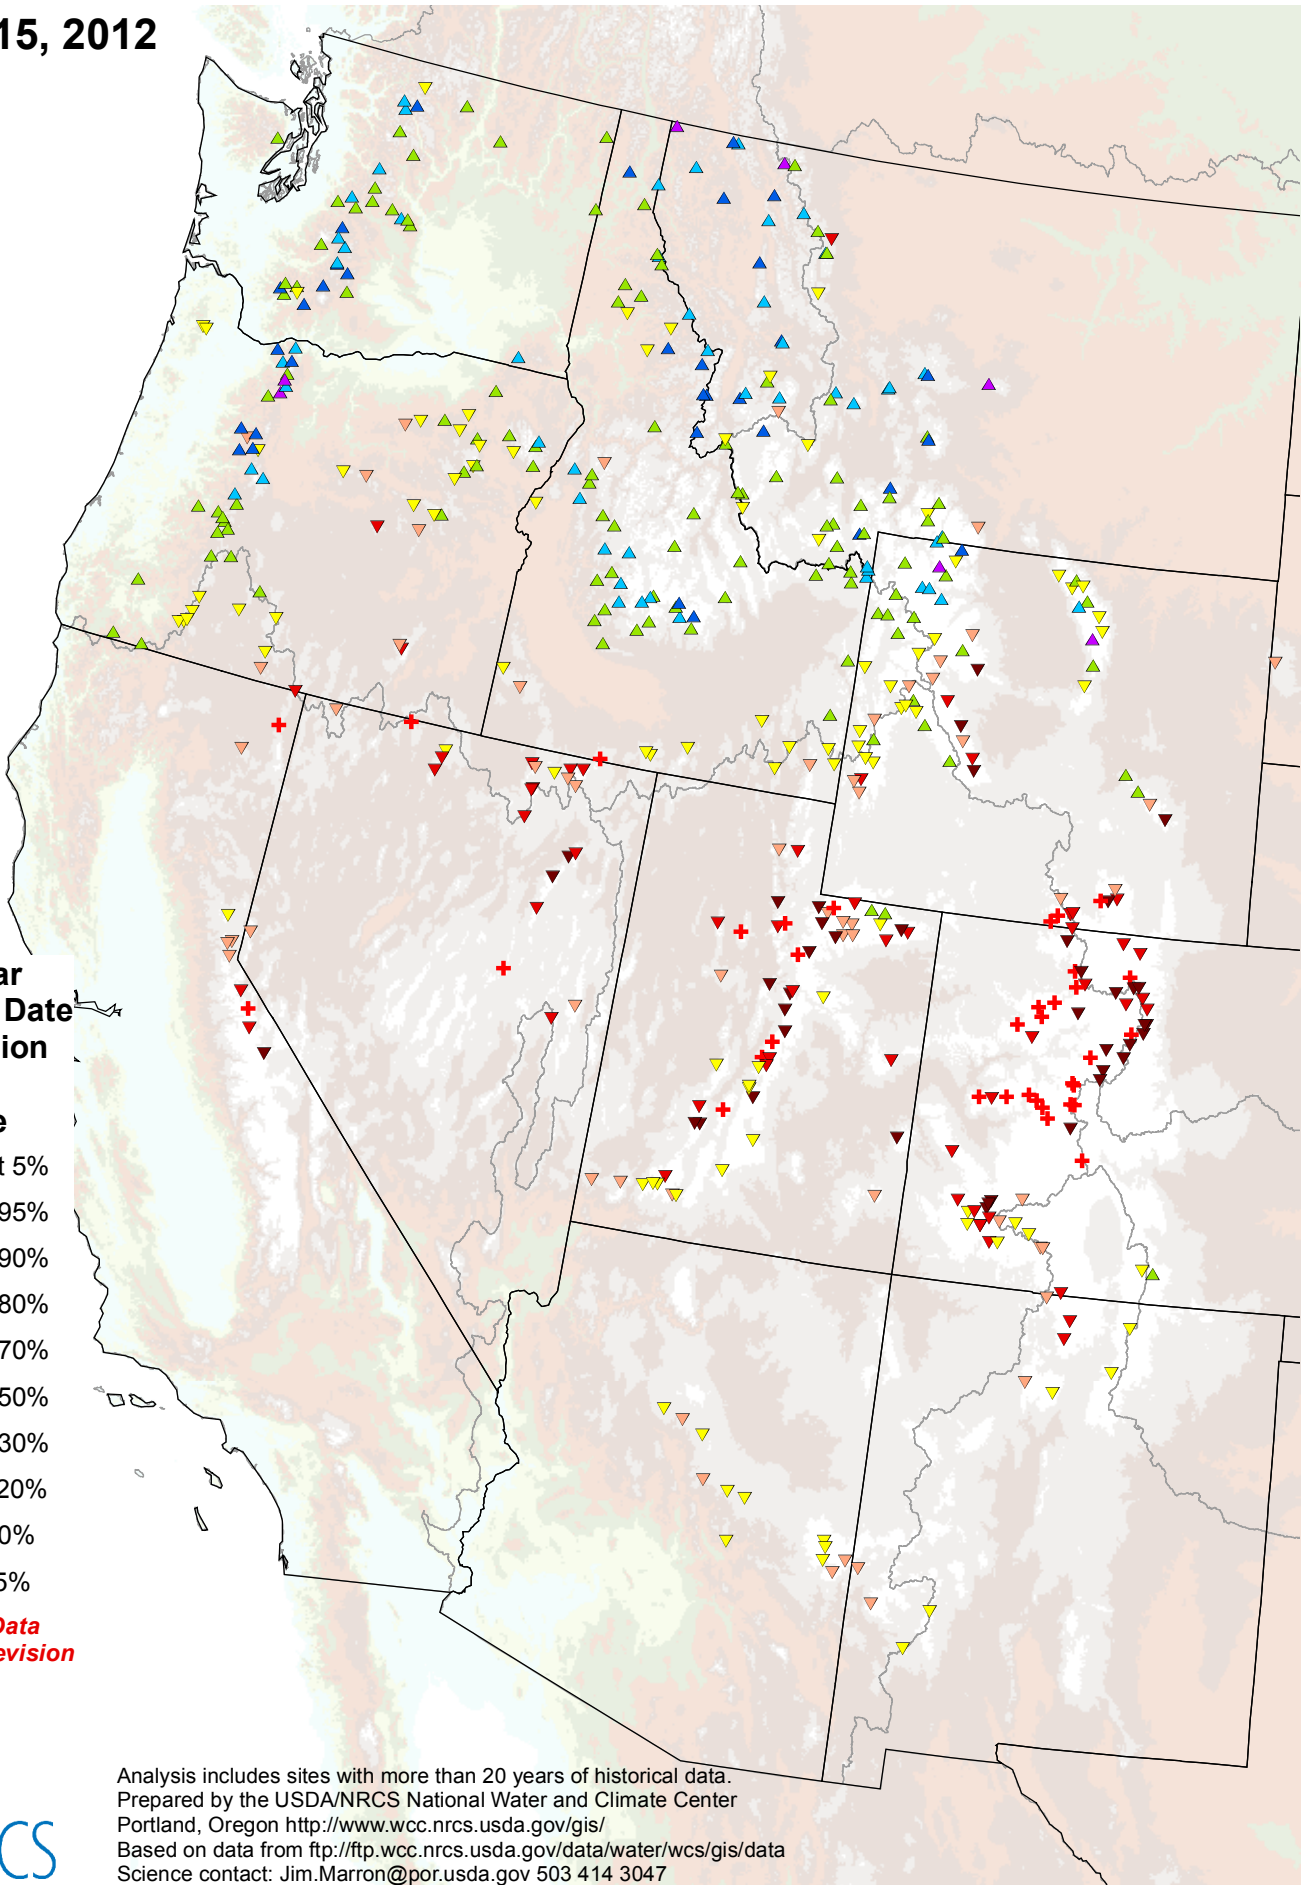 15, 2012
ar
Date
ion
e
t 5%
95%
90%
80%
70%
50%
30%
20%
0%
5%
Data
evision
Analysis includes sites with more than 20 years of historical data.
Prepared by the USDA/NRCS National Water and Climate Center
Portland, Oregon http://www.wcc.nrcs.usda.gov/gis/
Based on data from ftp://ftp.wcc.nrcs.usda.gov/data/water/wcs/gis/data
Science contact: Jim.Marron@por.usda.gov 503 414 3047
CS